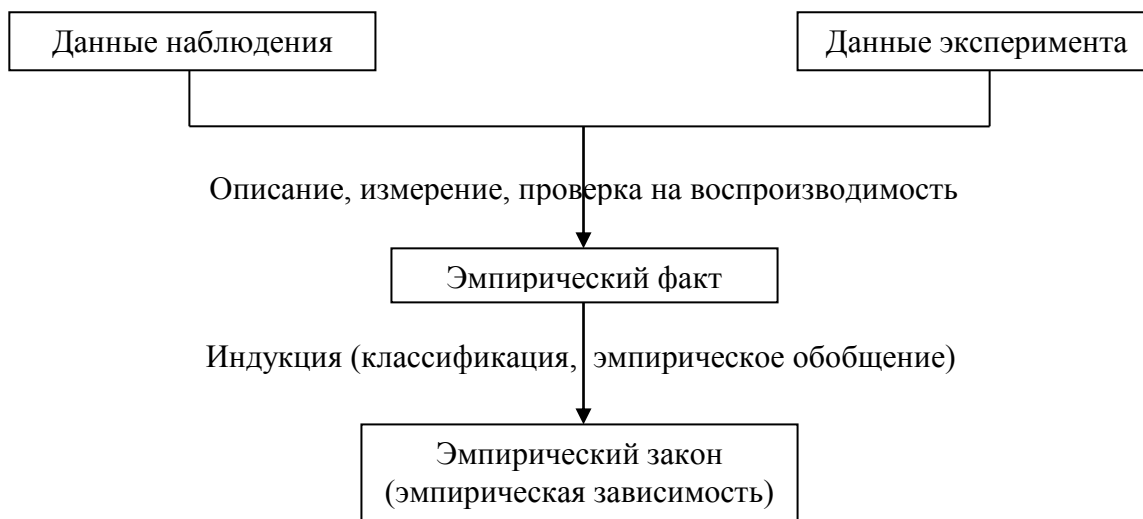 Данные наблюдения
Данные эксперимента
Описание, измерение, проверка на воспроизводимость
Эмпирический факт
Индукция (классификация, эмпирическое обобщение)
Эмпирический закон
(эмпирическая зависимость)